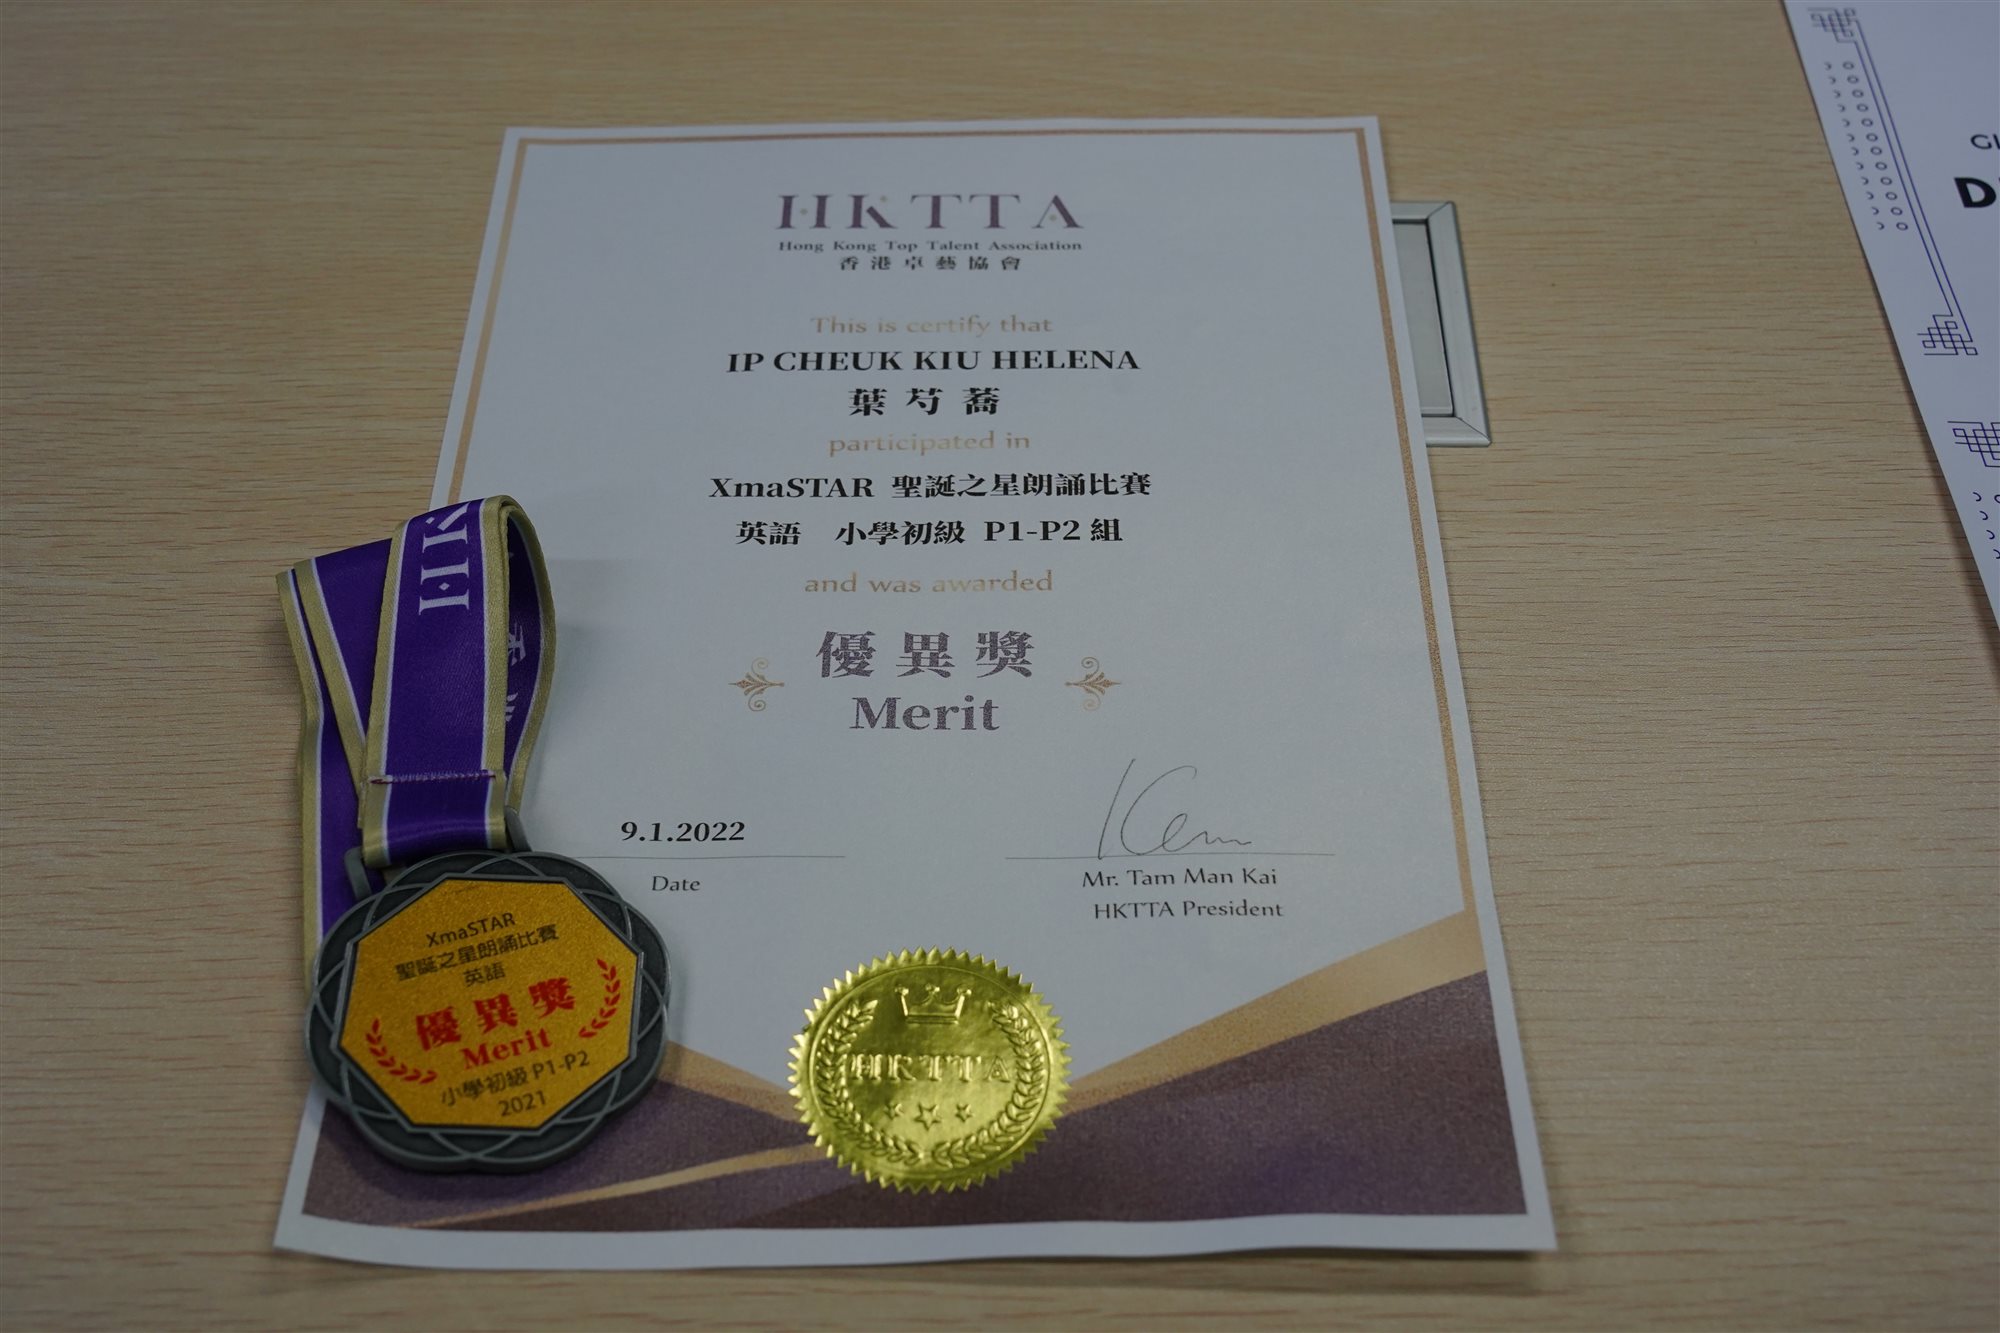 HKTTA
Hong Kong Top Talent Association
香港卓藝協會
This is certify that
IP CHEUK KIU HELENA
葉芍蕎
participated in
XmaSTAR 聖誕之星朗誦比賽
英語 小學初級 P1-P2 組
and was awarded
優異獎
Merit
9.1.2022
Date
Mr. Tam Man Kai
HKTTA President
HKTTA
XmaSTAR
聖誕之星朗誦比賽
英語
優異獎
Merit
小學初級 P1-P2
2021